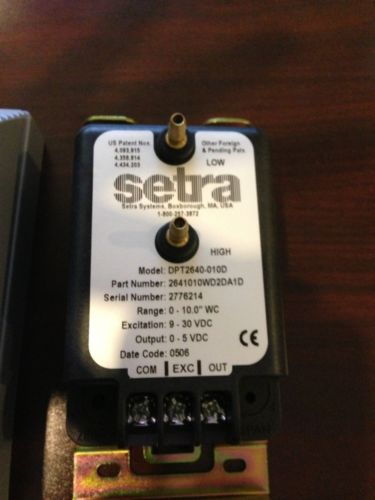 US Patent Nos.
4,093,915
4,358,814
4,434,203
Other Foreign
& Pending Pats.
LOW
setra
Setra Systems, Boxborough, MA, USA
1-800-257-3872
HIGH
Model: DPT2640-010D
Part Number: 2641010WD2DA1D
Serial Number: 2776214
Range: 0 - 10.0" WC
Excitation: 9 - 30 VDC
Output: 0 - 5 VDC
Date Code: 0506
CE
COM EXC OUT
SPAN